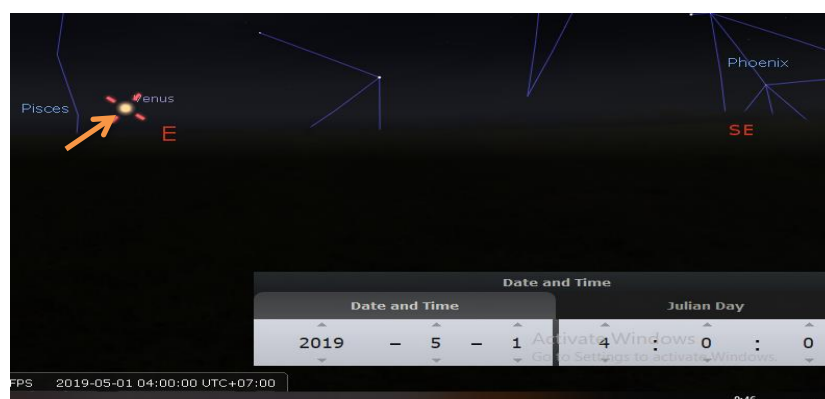 Phoenix
Venus
Pisces
E
SE
Date and Time
Date and Time Julian Day
2019 – 5 – 1 4 : 0 : 0
Activate Windows
Go to Settings to activate Windows.
FPS 2019-05-01 04:00:00 UTC+07:00